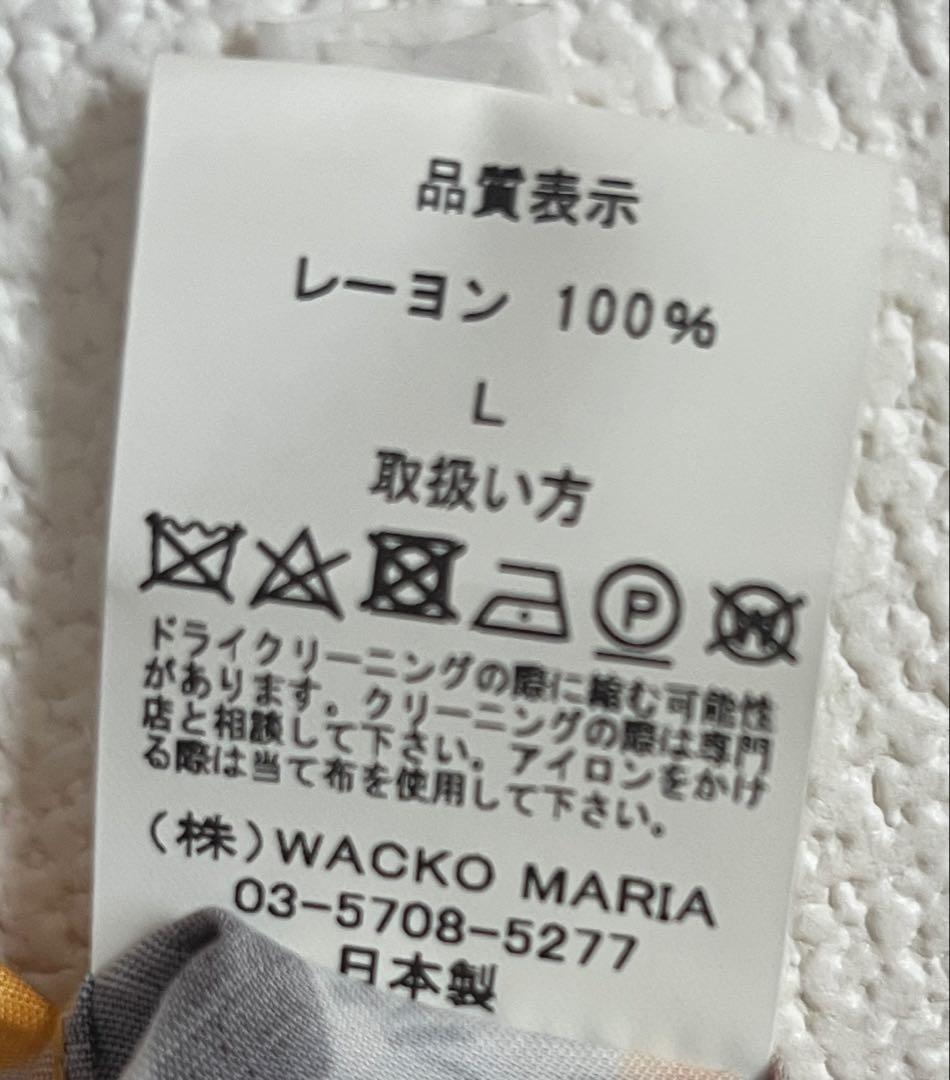 品質表示
レーヨン 100%
L
取扱い方
P W
ドライクリーニングの際に縮む可能性
があります。クリーニングの際は専門
店と相談して下さい。アイロンをかけ
る際は当て布を使用して下さい。
(株)WACKO MARIA
03-5708-5277
日本製